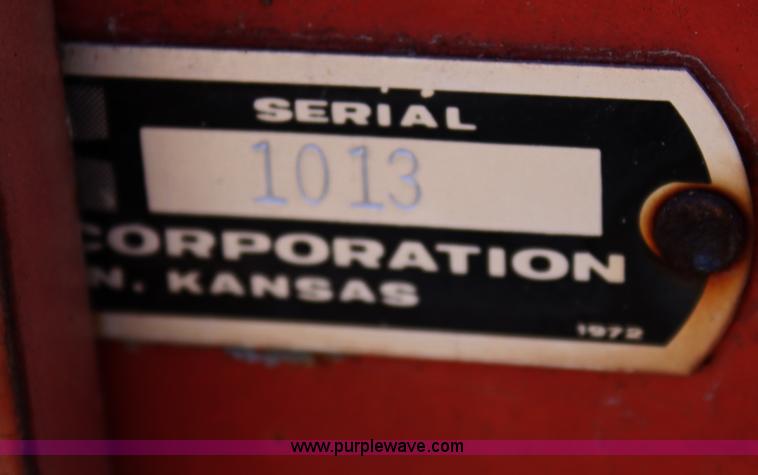 SERIAL
1013
CORPORATION
N. KANSAS
1972
www.purplewave.com